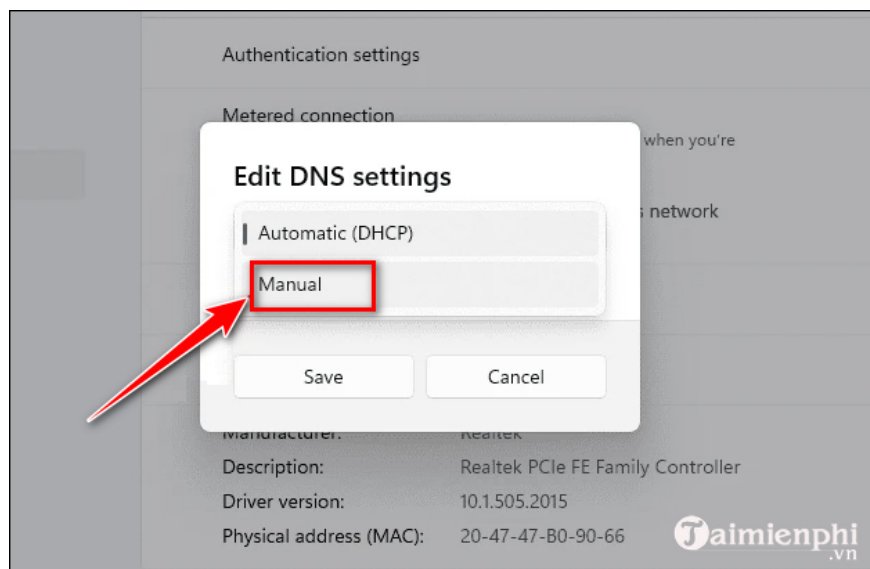 Authentication settings
Metered connection
when you're
Edit DNS settings
s network
Automatic (DHCP)
Manual
Save
Cancel
Manufacturer: Realtek
Description: Realtek PCIe FE Family Controller
Driver version: 10.1.505.2015
Physical address (MAC): 20-47-47-B0-90-66
Taimienphi
.vn